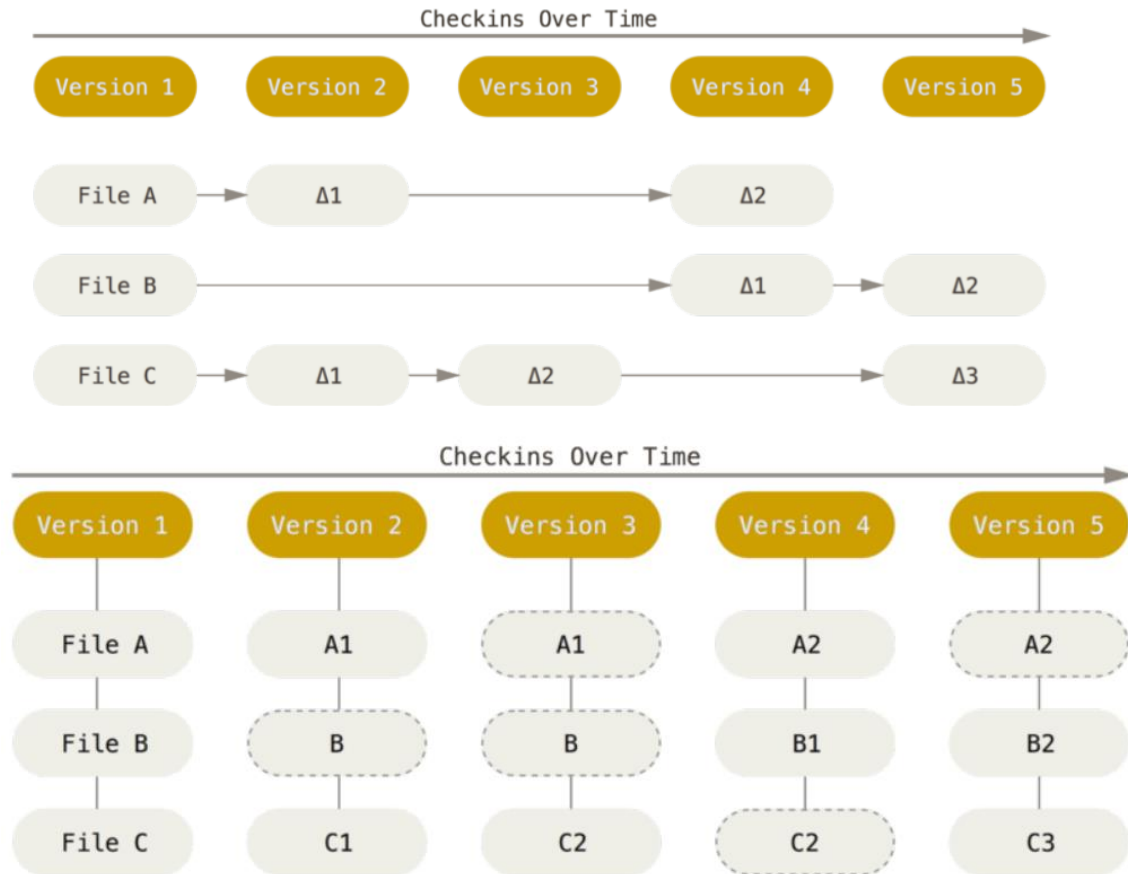 Checkins Over Time
Version 1 Version 2 Version 3 Version 4 Version 5
File A Δ1 Δ2
File B Δ1 Δ2
File C Δ1 Δ2 Δ3
Checkins Over Time
Version 1 Version 2 Version 3 Version 4 Version 5
File A A1 A1 A2 A2
File B B B B1 B2
File C C1 C2 C2 C3